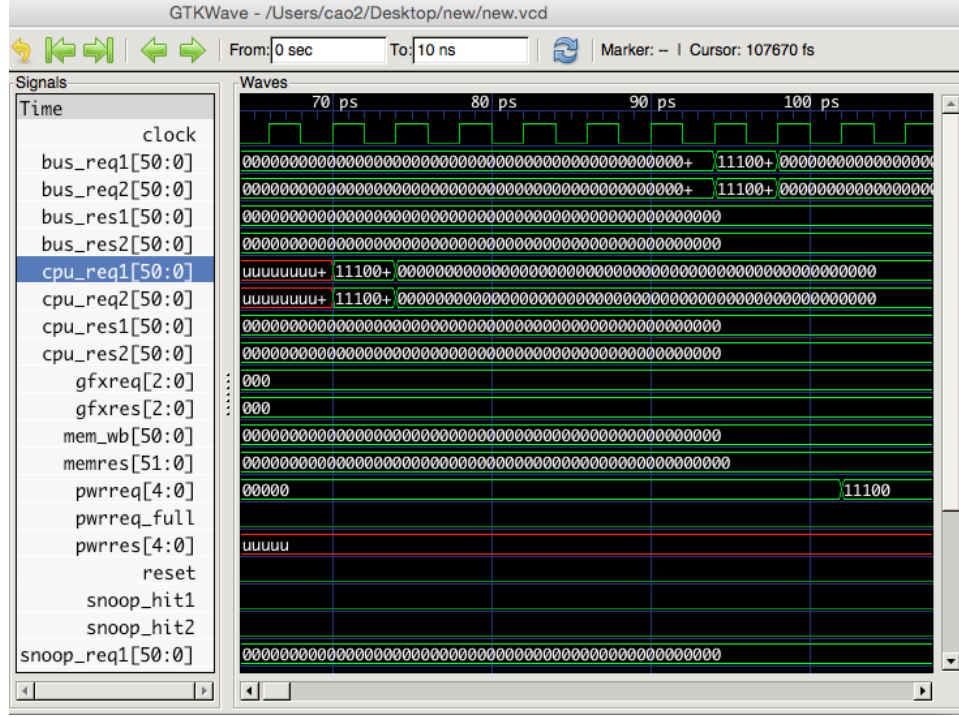 GTKWave - /Users/cao2/Desktop/new/new.vcd
From: 0 sec To: 10 ns Marker: -- | Cursor: 107670 fs
Signals Waves
Time 70 ps 80 ps 90 ps 100 ps
clock
bus_req1[50:0] 00000000000000000000000000000000000000000000000+ 11100+ 0000000000000000
bus_req2[50:0] 00000000000000000000000000000000000000000000000+ 11100+ 0000000000000000
bus_res1[50:0] 000000000000000000000000000000000000000000000000000
bus_res2[50:0] 000000000000000000000000000000000000000000000000000
cpu_req1[50:0] uuuuuuuu+ 11100+ 000000000000000000000000000000000000000000000000000
cpu_req2[50:0] uuuuuuuu+ 11100+ 000000000000000000000000000000000000000000000000000
cpu_res1[50:0] 000000000000000000000000000000000000000000000000000
cpu_res2[50:0] 000000000000000000000000000000000000000000000000000
gfxreq[2:0] 000
gfxres[2:0] 000
mem_wb[50:0] 000000000000000000000000000000000000000000000000000
memres[51:0] 0000000000000000000000000000000000000000000000000000
pwrreq[4:0] 00000 11100
pwrreq_full
pwrres[4:0] uuuuu
reset
snoop_hit1
snoop_hit2
snoop_req1[50:0] 000000000000000000000000000000000000000000000000000